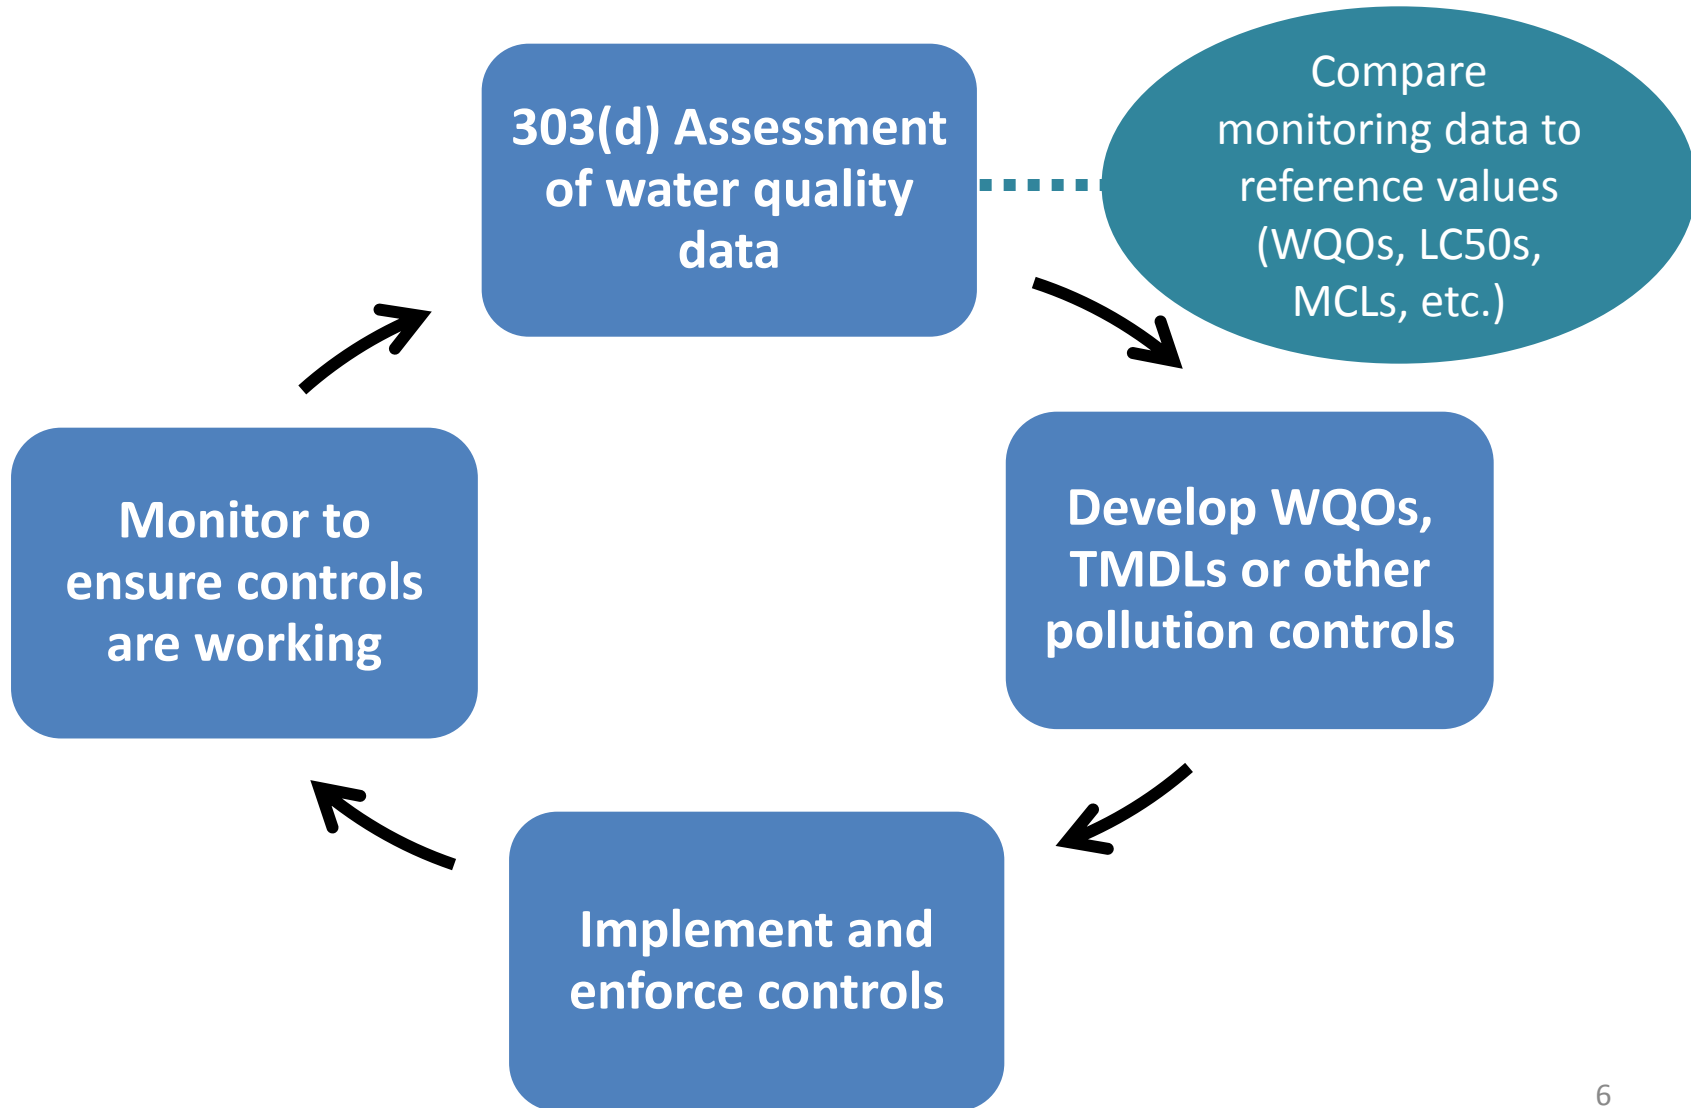 303(d) Assessment
of water quality
data
Compare
monitoring data to
reference values
(WQOs, LC50s,
MCLs, etc.)
Develop WQOs,
TMDLs or other
pollution controls
Implement and
enforce controls
Monitor to
ensure controls
are working
6